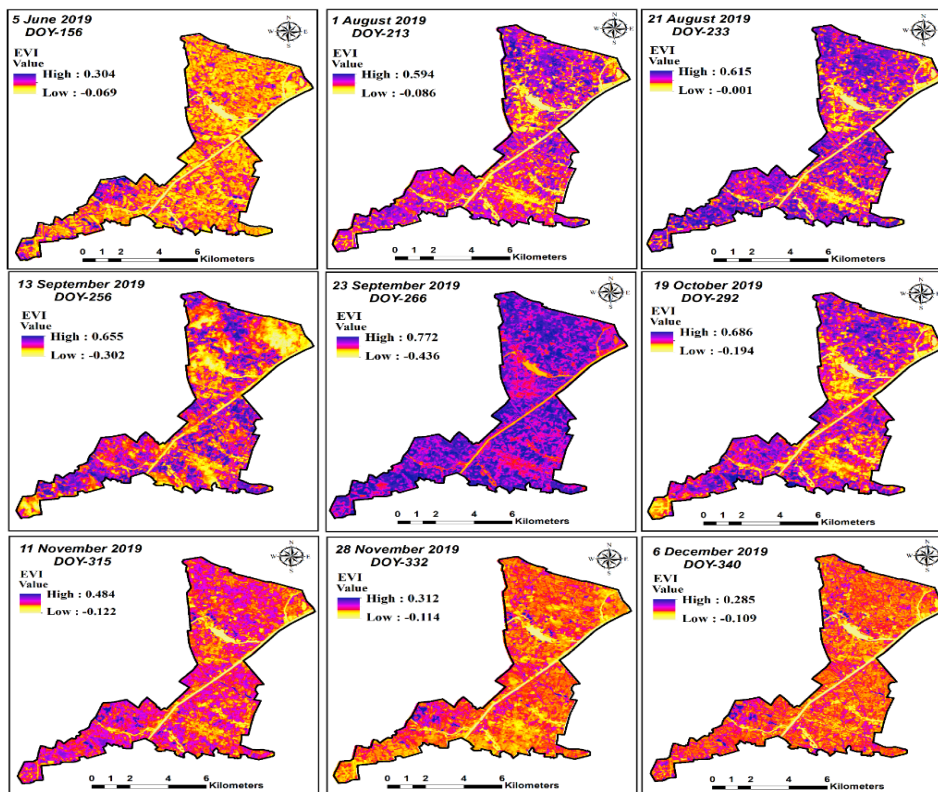 5 June 2019
DOY-156
N
W E
S
EVI
Value
High : 0.304
Low : -0.069
0 1 2 4 6
Kilometers
1 August 2019
DOY-213
N
W E
S
EVI
Value
High : 0.594
Low : -0.086
0 1 2 4 6
Kilometers
21 August 2019
DOY-233
N
W E
S
EVI
Value
High : 0.615
Low : -0.001
0 1 2 4 6
Kilometers
13 September 2019
DOY-256
EVI
Value
High : 0.655
Low : -0.302
0 1 2 4 6
Kilometers
23 September 2019
DOY-266
N
W E
S
EVI
Value
High : 0.772
Low : -0.436
0 1 2 4 6
Kilometers
19 October 2019
DOY-292
N
W E
S
EVI
Value
High : 0.686
Low : -0.194
0 1 2 4 6
Kilometers
11 November 2019
DOY-315
N
W E
S
EVI
Value
High : 0.484
Low : -0.122
0 1 2 4 6
Kilometers
28 November 2019
DOY-332
N
W E
S
EVI
Value
High : 0.312
Low : -0.114
0 1 2 4 6
Kilometers
6 December 2019
DOY-340
N
W E
S
EVI
Value
High : 0.285
Low : -0.109
0 1 2 4 6
Kilometers